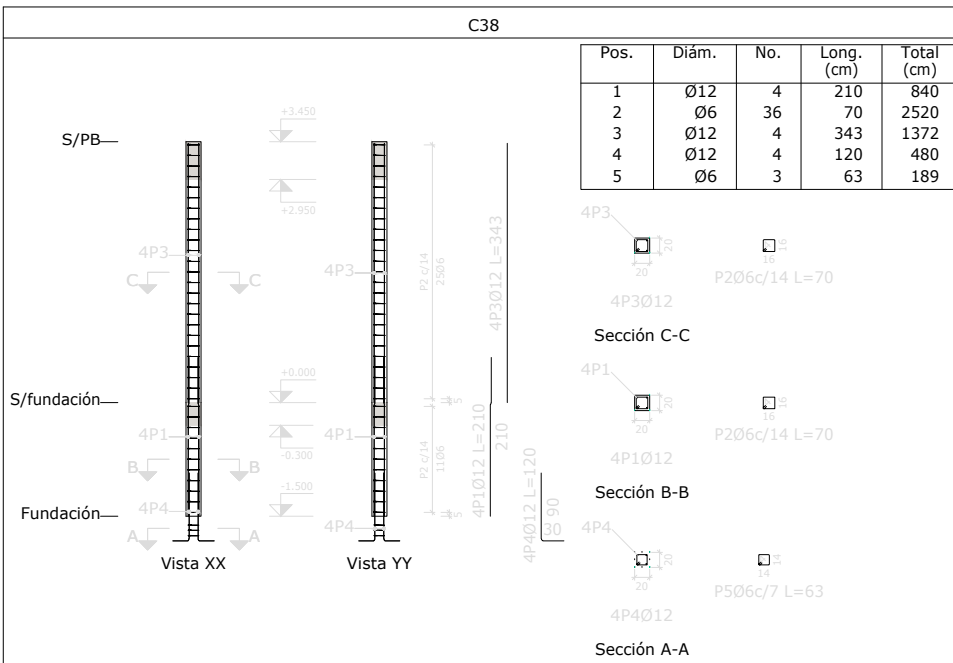 C38
Pos. Diám. No. Long. (cm) Total (cm)
1 Ø12 4 210 840
2 Ø6 36 70 2520
3 Ø12 4 343 1372
4 Ø12 4 120 480
5 Ø6 3 63 189
S/PB
S/fundación
Fundación
4P3
C C
4P1
B B
4P4
A A
Vista XX
+3.450
+2.950
+0.000
-0.300
-1.500
4P3
4P1
4P4
Vista YY
P2 c/14
25Ø6
5
P2 c/14
11Ø6
5
4P3Ø12 L=343
4P1Ø12 L=210
210
4P4Ø12 L=120
90
30
4P3
20
20
16
16
P2Ø6c/14 L=70
4P3Ø12
Sección C-C
4P1
20
20
16
16
P2Ø6c/14 L=70
4P1Ø12
Sección B-B
4P4
20
20
14
14
P5Ø6c/7 L=63
4P4Ø12
Sección A-A